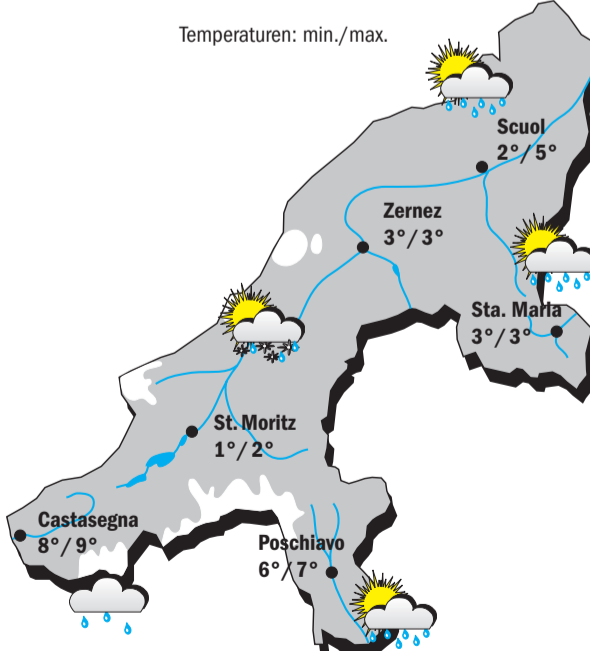 Temperaturen: min./max.
Scuol
2°/5°
Zernez
3°/3°
Sta. Maria
3°/3°
St. Moritz
1°/2°
Castasegna
8°/9°
Poschiavo
6°/7°